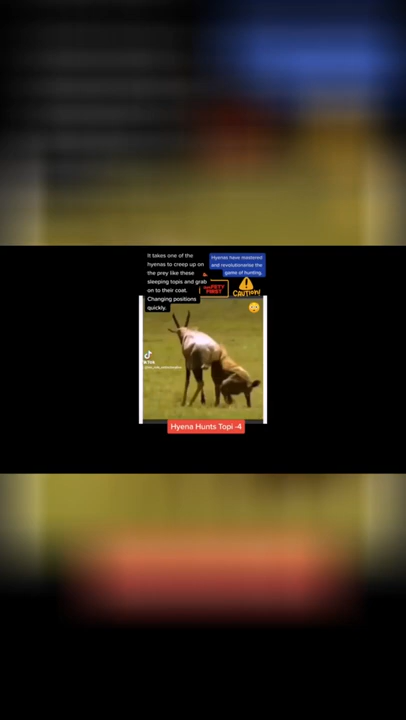 It takes one of the
hyenas to creep up on
the prey like these
sleeping topis and grab
on to their coat.
Changing positions
quickly.
Hyenas have mastered
and revolutionarise the
game of hunting.
SAFETY
FIRST
CAUTION!
Hyena Hunts Topi -4